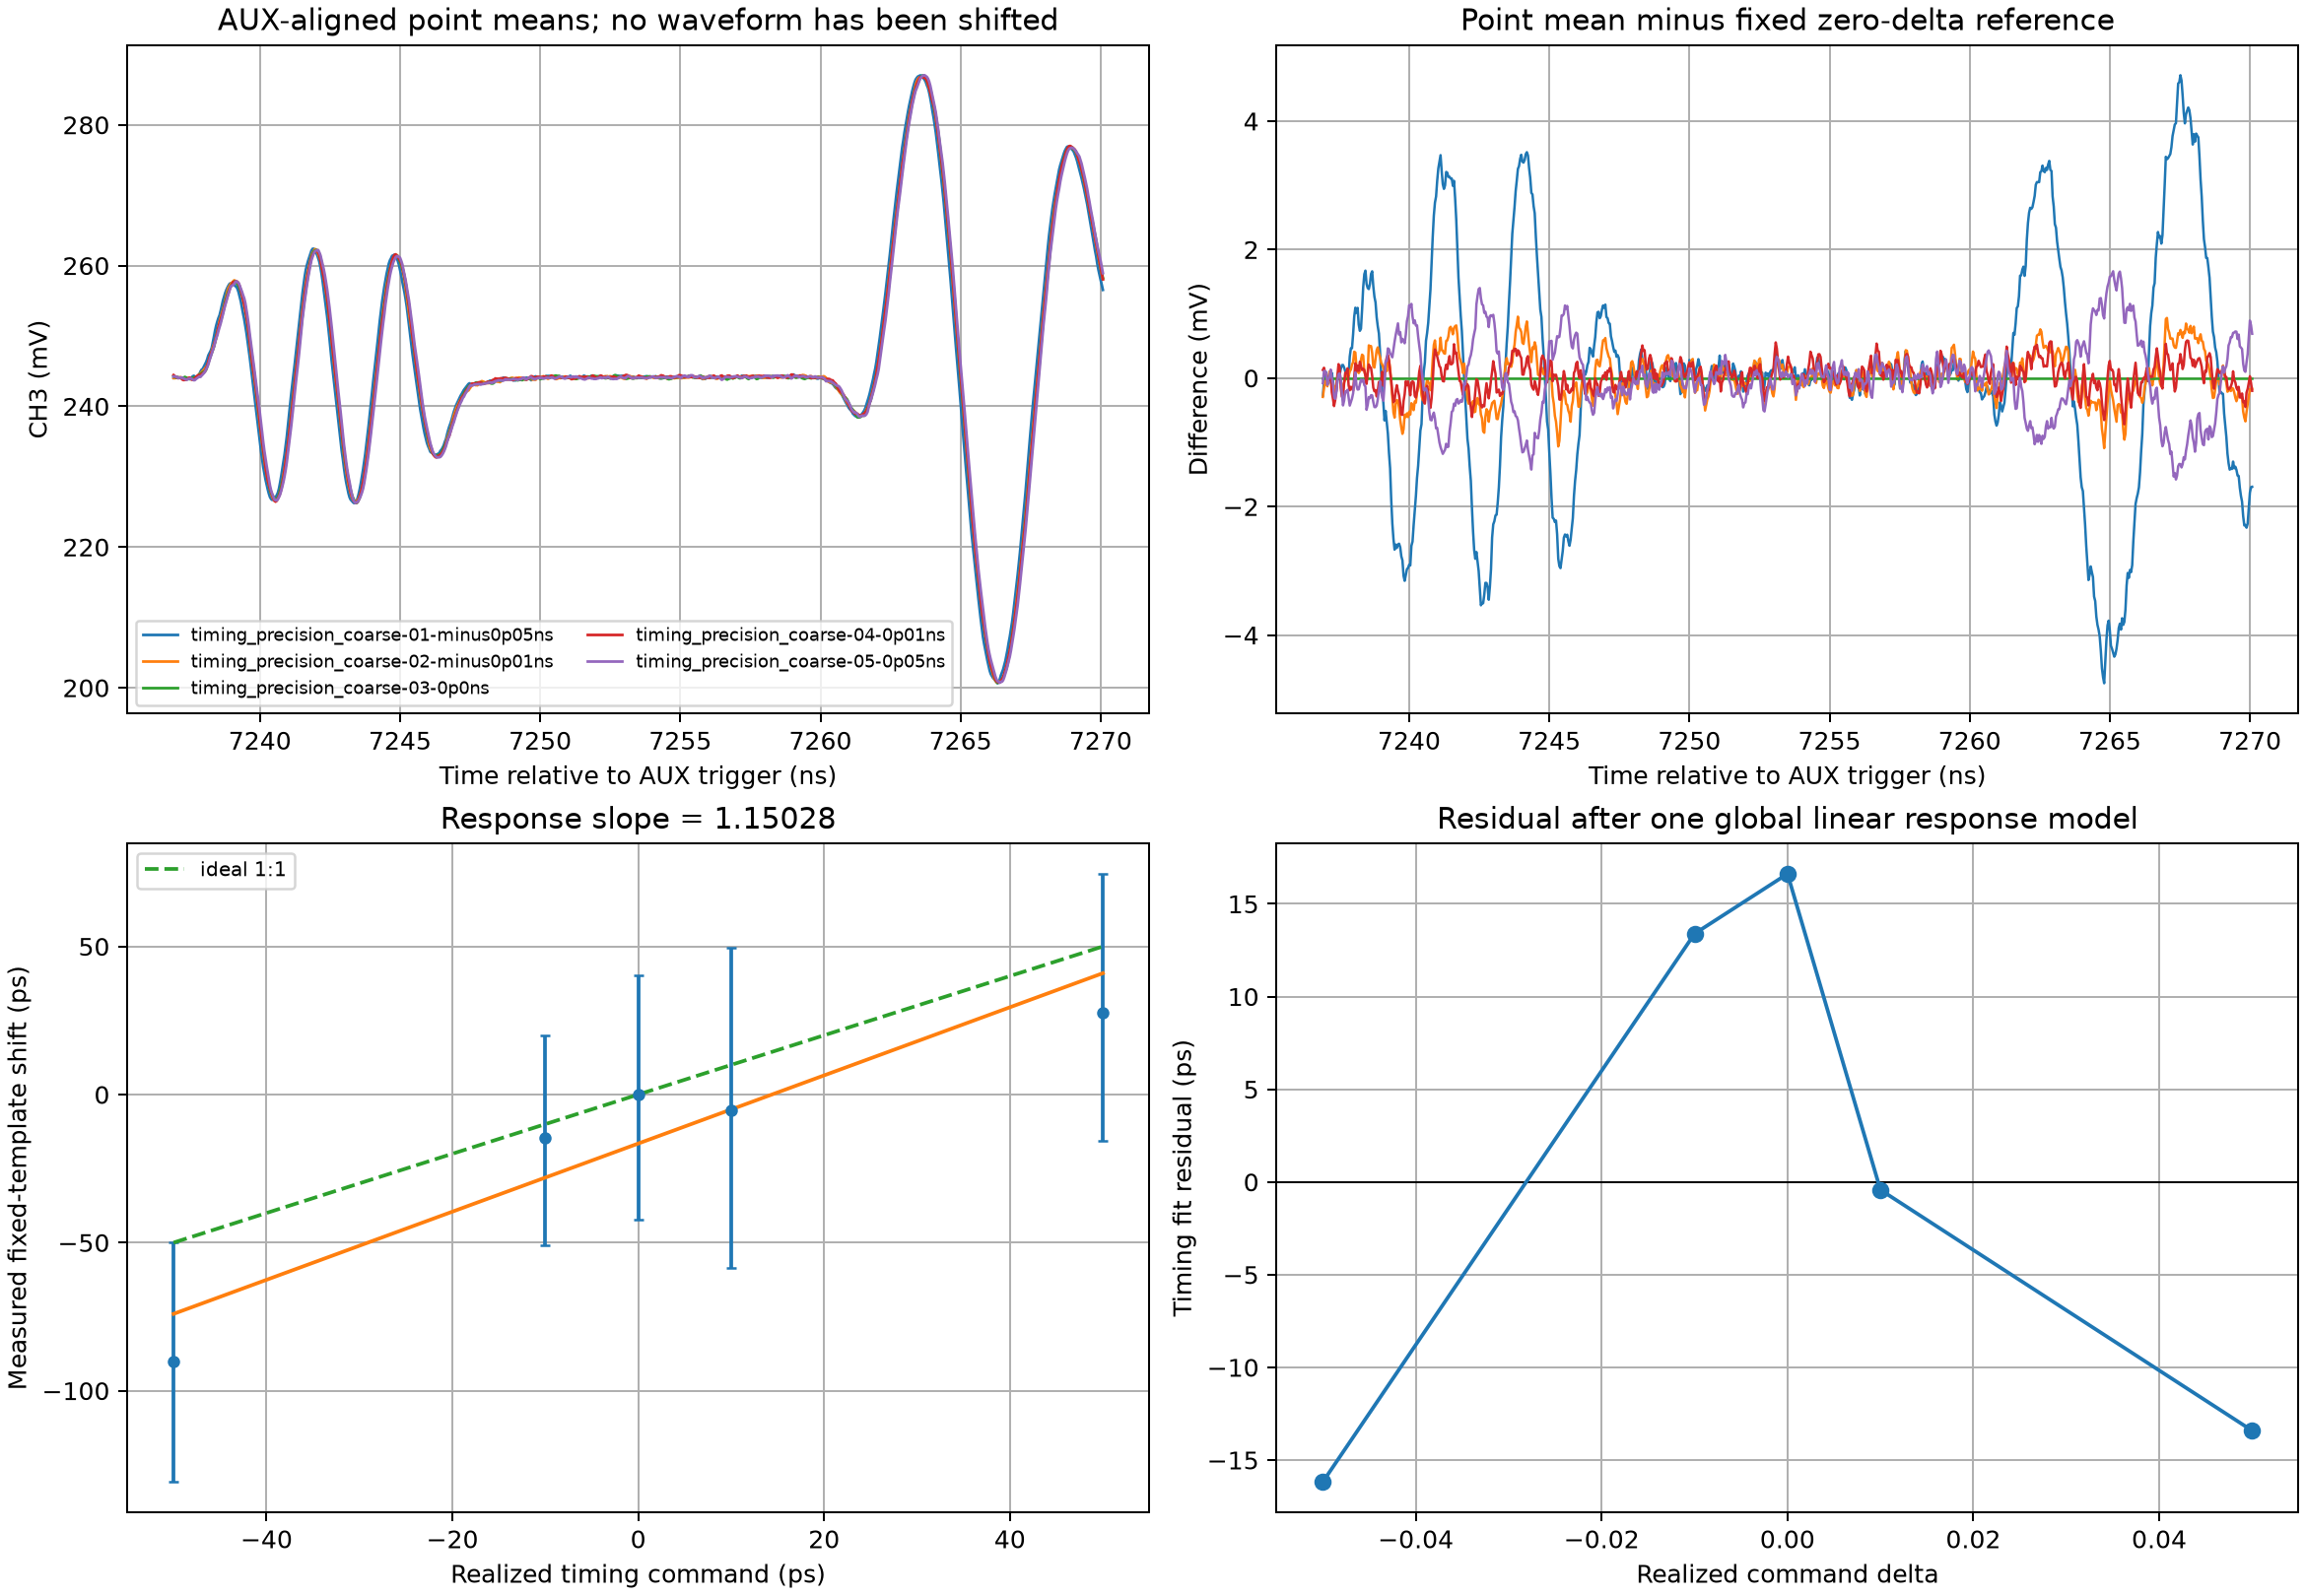 AUX-aligned point means; no waveform has been shifted
CH3 (mV)
280
260
240
220
200
timing_precision_coarse-01-minus0p05ns
timing_precision_coarse-02-minus0p01ns
timing_precision_coarse-03-0p0ns
timing_precision_coarse-04-0p01ns
timing_precision_coarse-05-0p05ns
7240 7245 7250 7255 7260 7265 7270
Time relative to AUX trigger (ns)
Point mean minus fixed zero-delta reference
Difference (mV)
4
2
0
−2
−4
7240 7245 7250 7255 7260 7265 7270
Time relative to AUX trigger (ns)
Response slope = 1.15028
ideal 1:1
Measured fixed-template shift (ps)
50
0
−50
−100
−40 −20 0 20 40
Realized timing command (ps)
Residual after one global linear response model
Timing fit residual (ps)
15
10
5
0
−5
−10
−15
−0.04 −0.02 0.00 0.02 0.04
Realized command delta